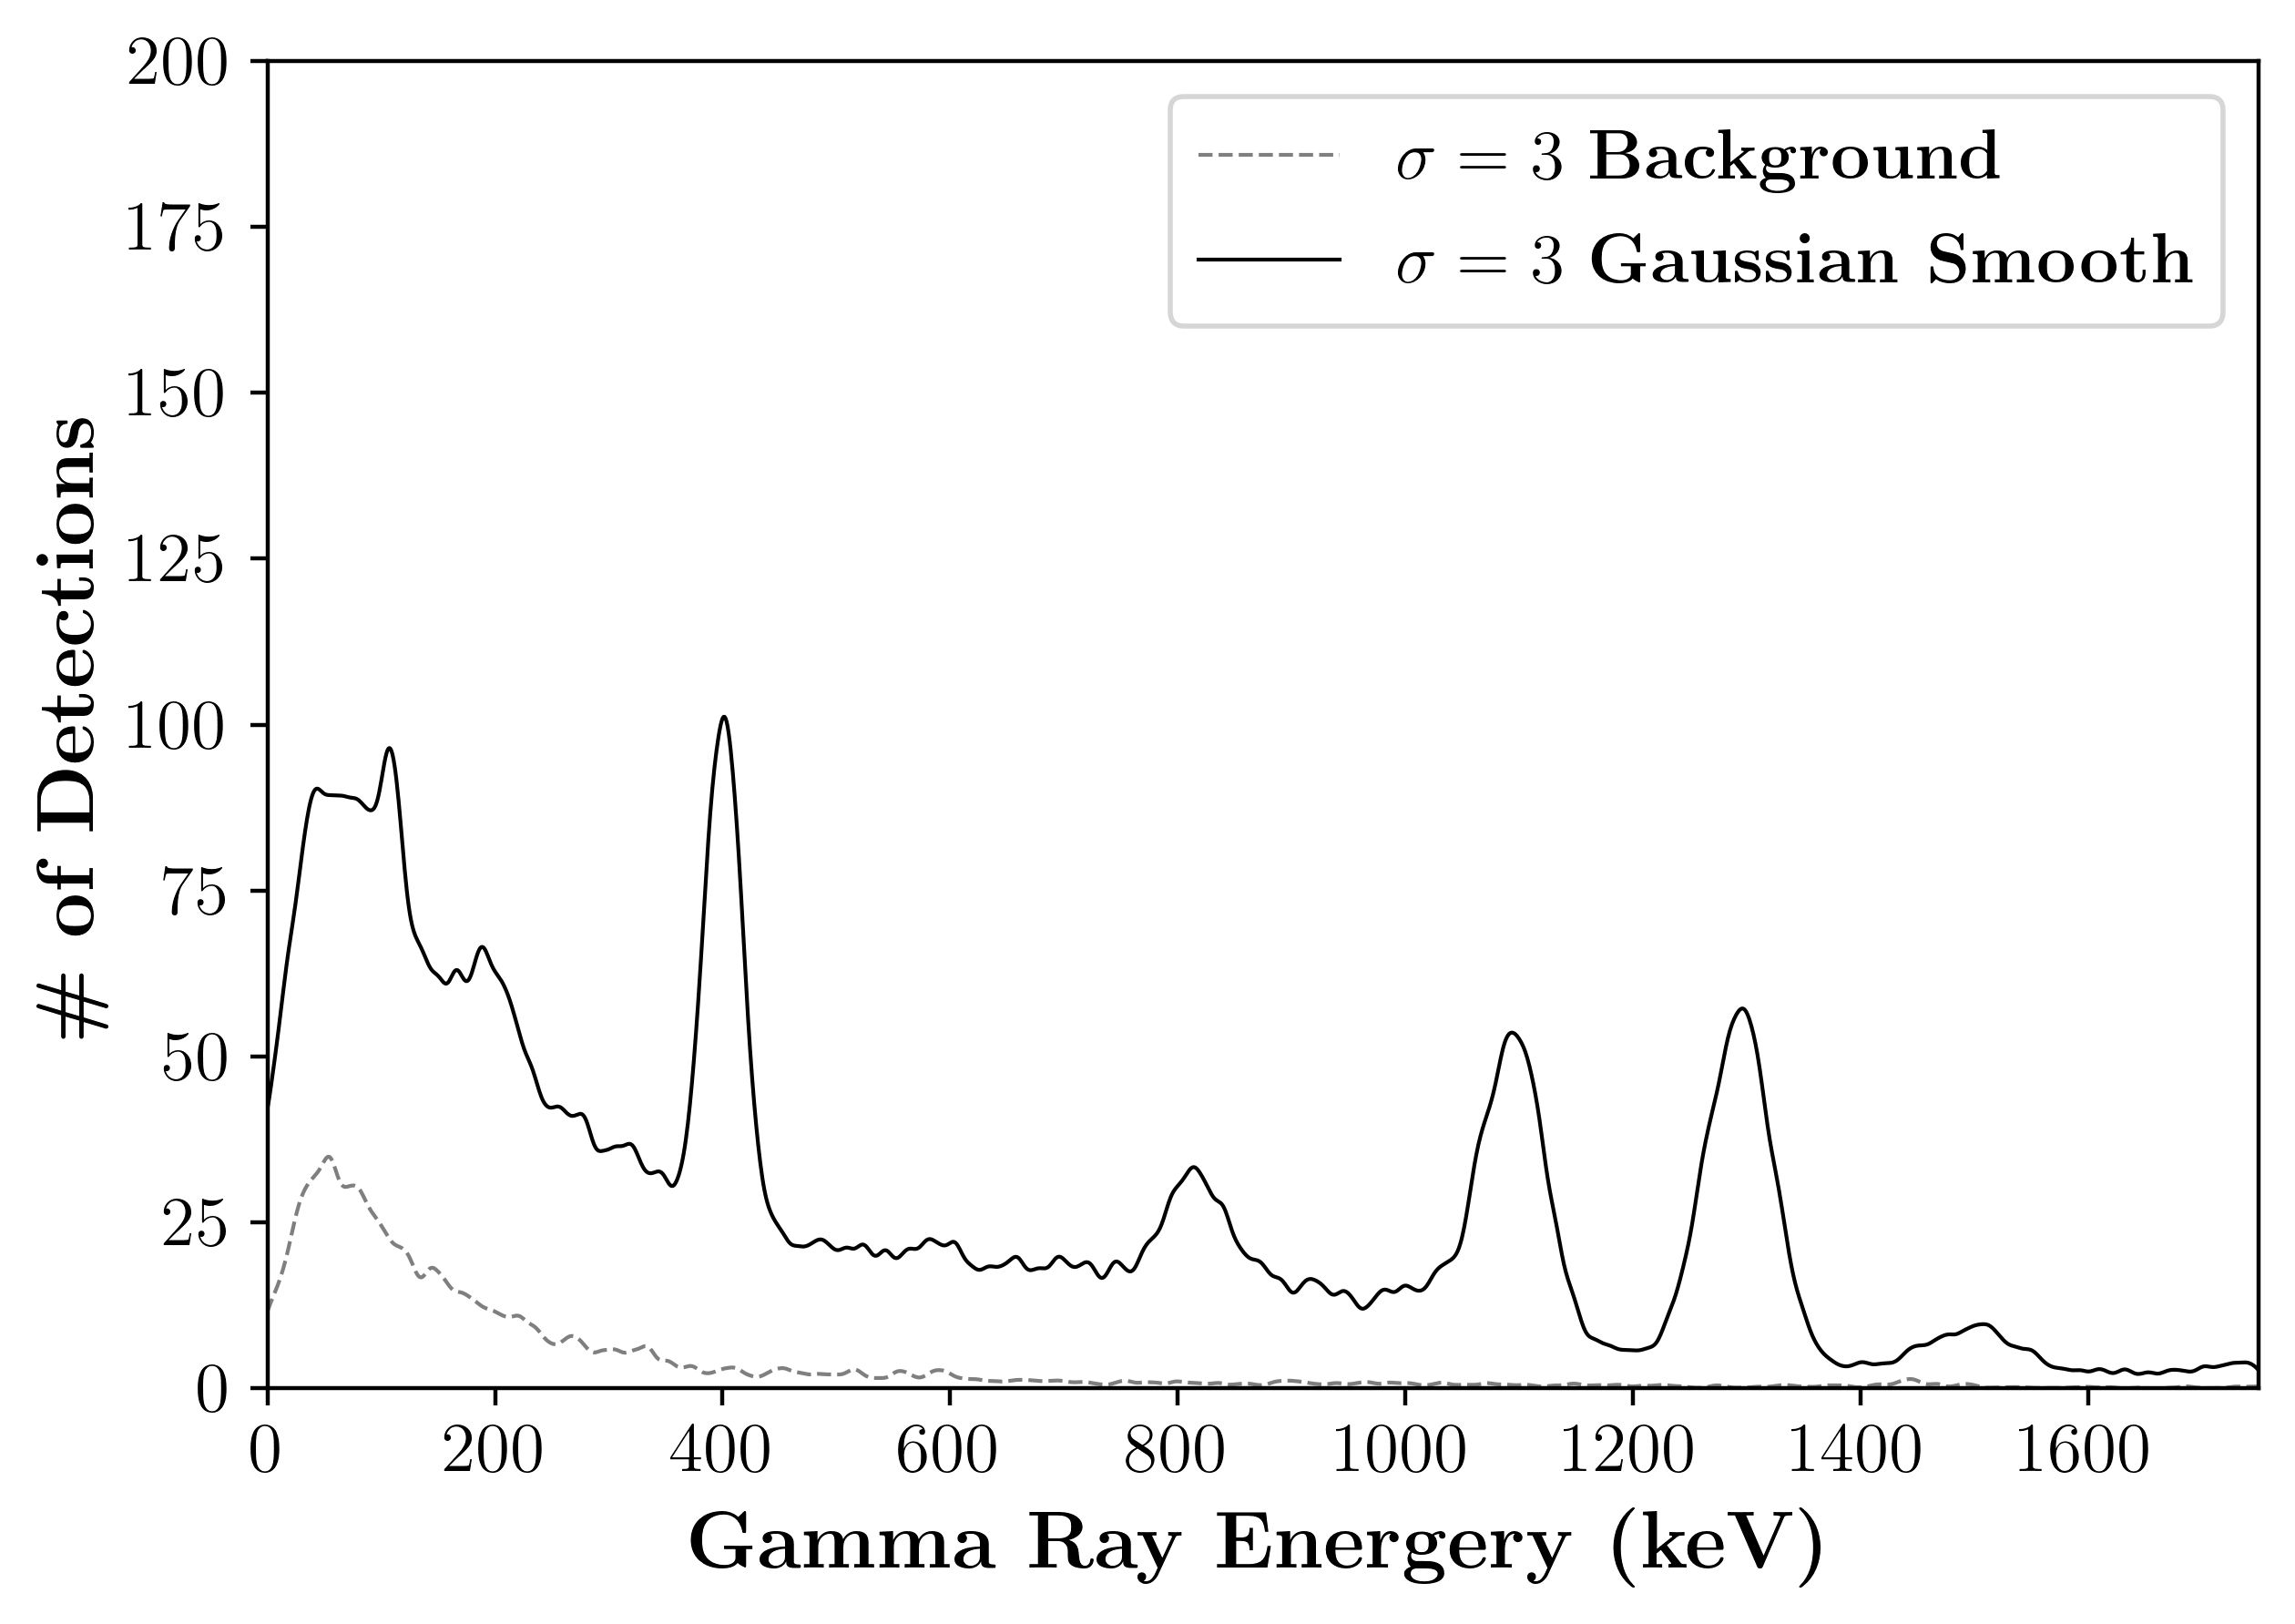 σ = 3 Background
σ = 3 Gaussian Smooth
# of Detections
200
175
150
125
100
75
50
25
0
0 200 400 600 800 1000 1200 1400 1600
Gamma Ray Energery (keV)